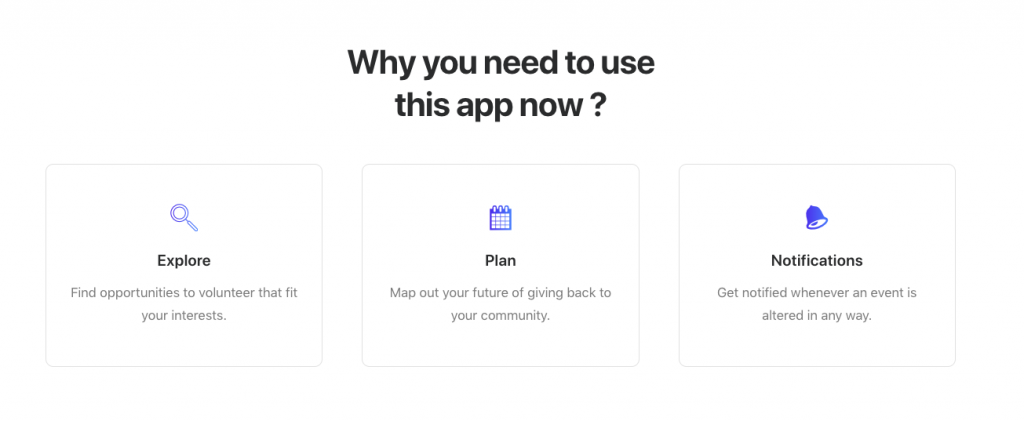 Why you need to use
this app now ?
Explore
Find opportunities to volunteer that fit
your interests.
Plan
Map out your future of giving back to
your community.
Notifications
Get notified whenever an event is
altered in any way.